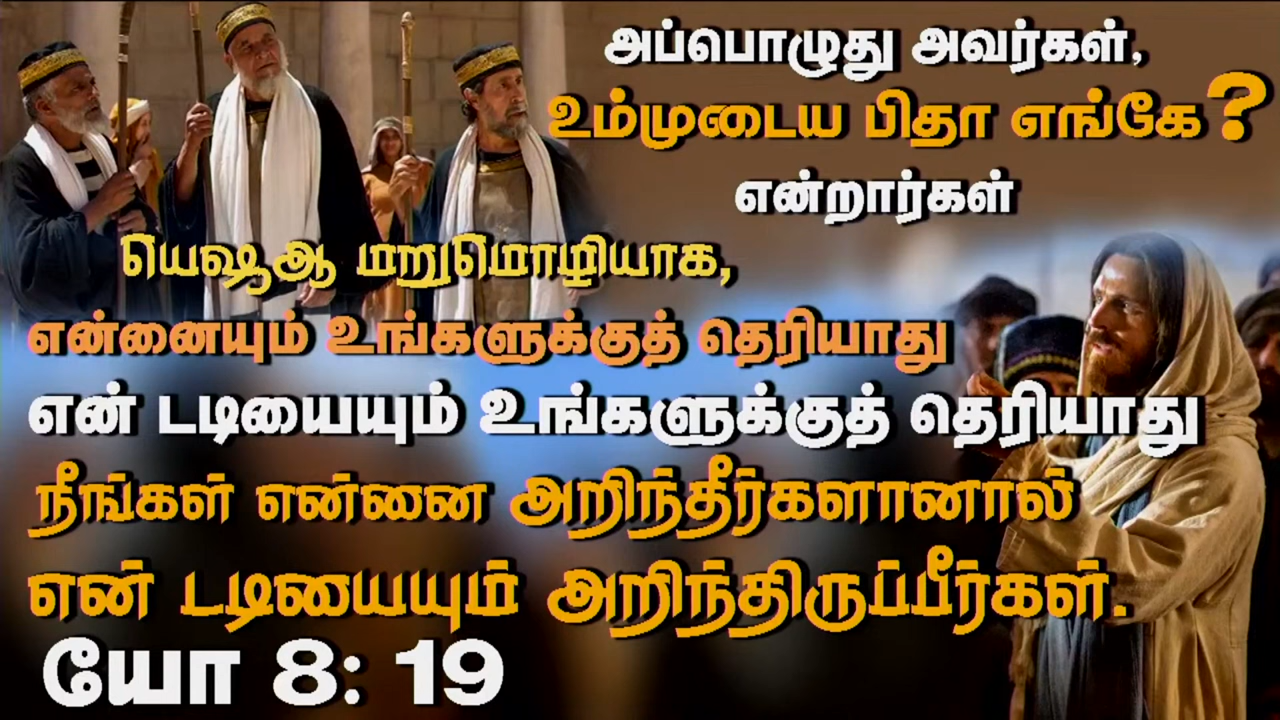 அப்பொழுது அவர்கள்,
உம்முடைய பிதா எங்கே?
என்றார்கள்
யெஷூஆ மறுமொழியாக,
என்னையும் உங்களுக்குத் தெரியாது
என் டடியையும் உங்களுக்குத் தெரியாது
நீங்கள் என்னை அறிந்தீர்களானால்
என் டடியையும் அறிந்திருப்பீர்கள்.
யோ 8: 19